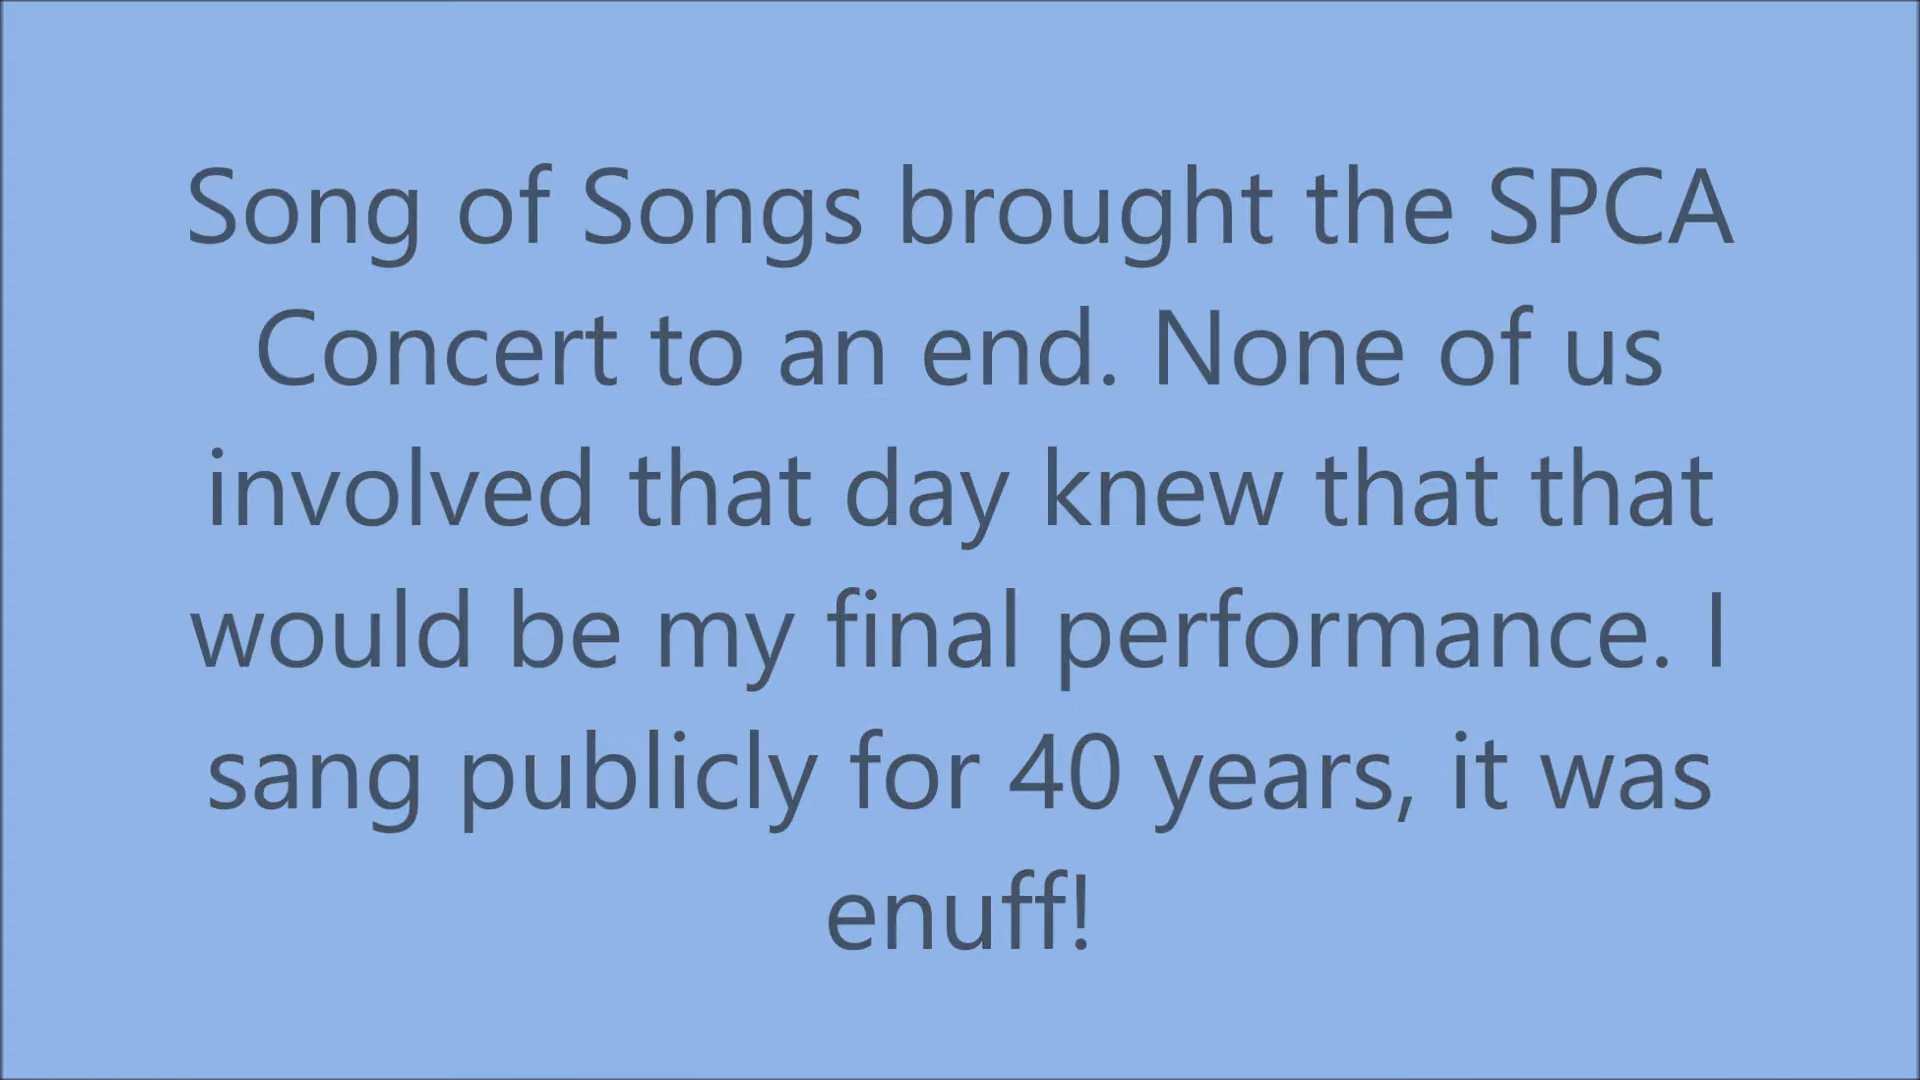 Song of Songs brought the SPCA
Concert to an end. None of us
involved that day knew that that
would be my final performance. I
sang publicly for 40 years, it was
enuff!